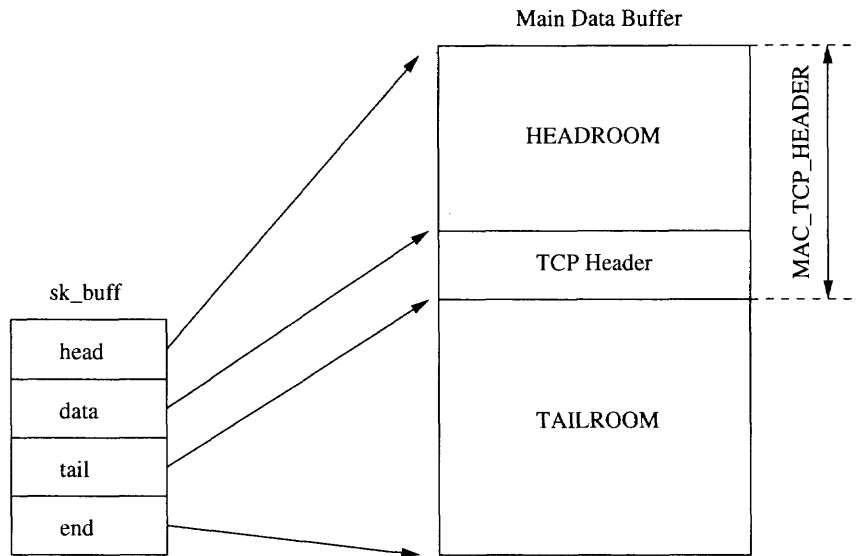 Main Data Buffer
HEADROOM
MAC_TCP_HEADER
TCP Header
sk_buff
head
data
tail
end
TAILROOM